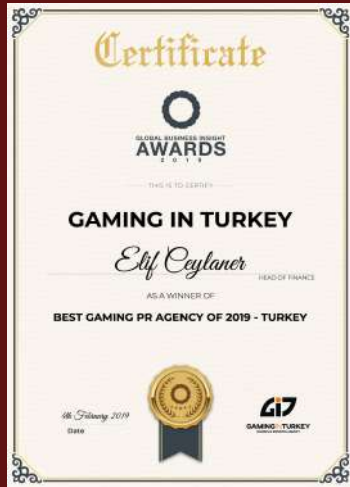 Certificate
GLOBAL BUSINESS INSIGHT
AWARDS
2019
THIS IS TO CERTIFY
GAMING IN TURKEY
Elif Ceylaner
HEAD OF FINANCE
AS A WINNER OF
BEST GAMING PR AGENCY OF 2019 - TURKEY
4th February 2019
Date
GAMING IN TURKEY